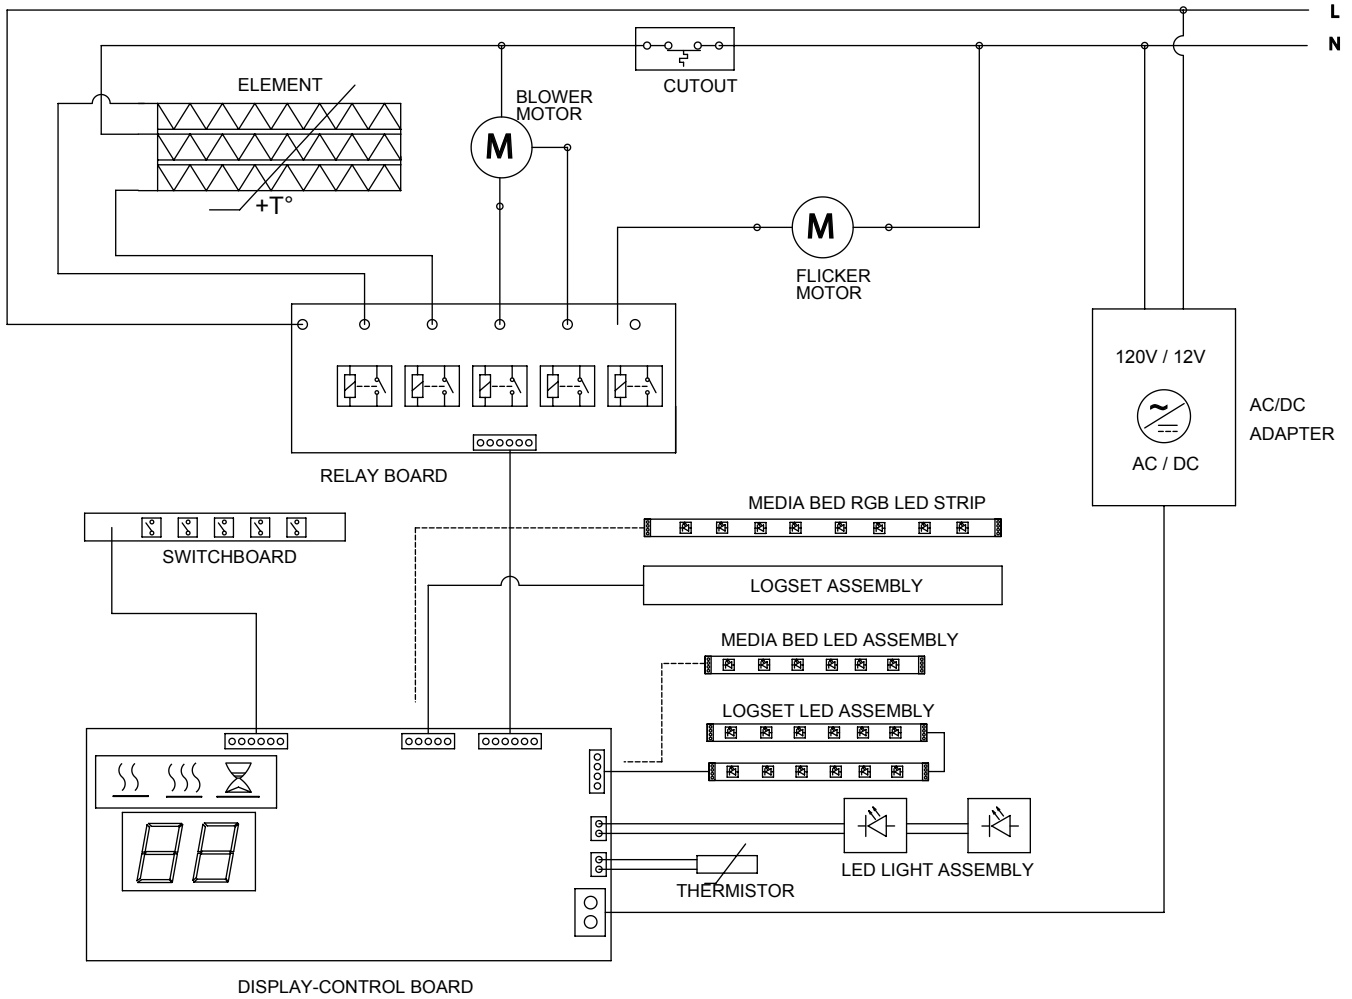 L
N
CUTOUT
ELEMENT
BLOWER
MOTOR
M
+T°
M
FLICKER
MOTOR
120V / 12V
AC / DC
AC/DC
ADAPTER
RELAY BOARD
MEDIA BED RGB LED STRIP
SWITCHBOARD
LOGSET ASSEMBLY
MEDIA BED LED ASSEMBLY
LOGSET LED ASSEMBLY
88
LED LIGHT ASSEMBLY
THERMISTOR
DISPLAY-CONTROL BOARD